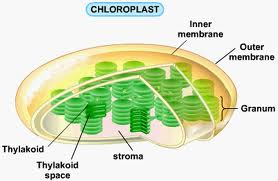 CHLOROPLAST
Inner
membrane
Outer
membrane
Granum
Thylakoid
Thylakoid
space
stroma